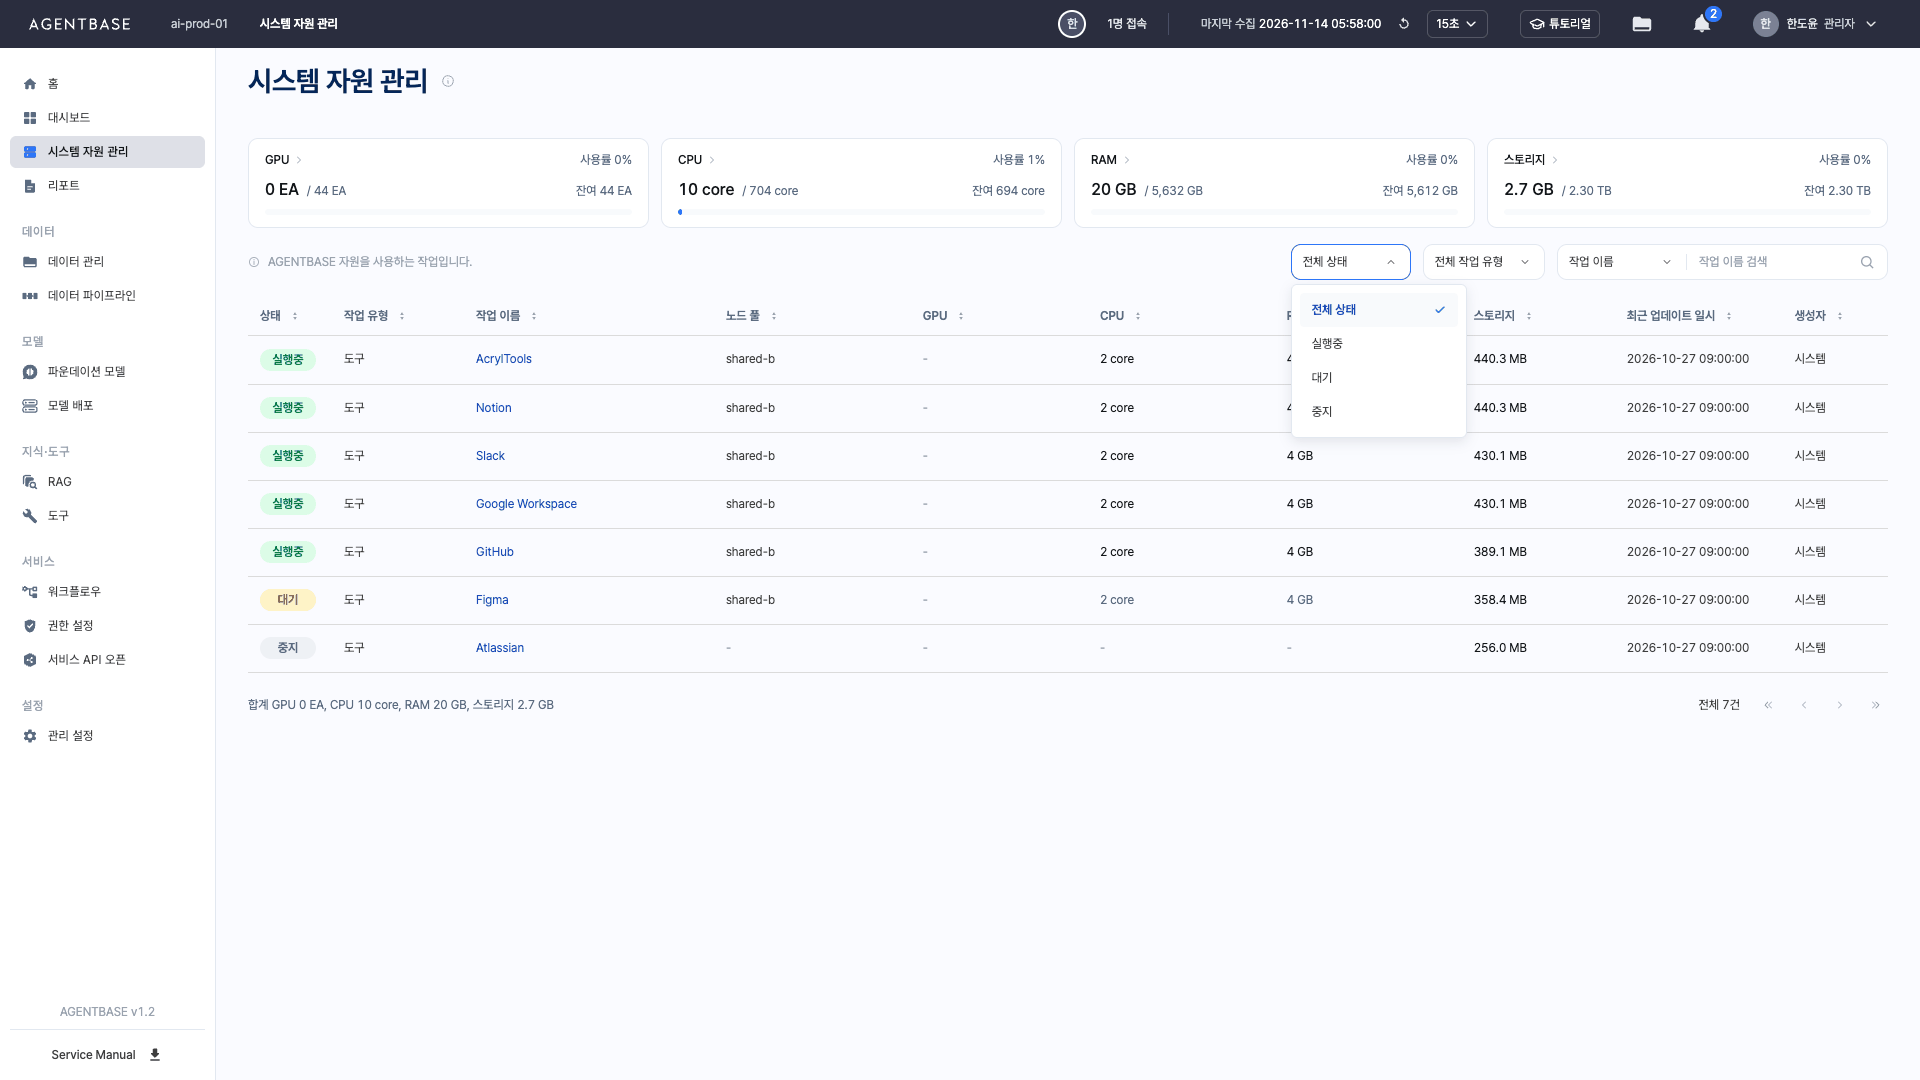 AGENTBASE ai-prod-01 시스템 자원 관리 한 1명 접속 마지막 수집 2026-11-14 05:58:00 15초 튜토리얼 2 한 한도윤 관리자
홈
대시보드
시스템 자원 관리
리포트
데이터
데이터 관리
데이터 파이프라인
모델
파운데이션 모델
모델 배포
지식·도구
RAG
도구
서비스
워크플로우
권한 설정
서비스 API 오픈
설정
관리 설정
AGENTBASE v1.2
Service Manual
시스템 자원 관리
GPU 사용률 0%
0 EA / 44 EA 잔여 44 EA
CPU 사용률 1%
10 core / 704 core 잔여 694 core
RAM 사용률 0%
20 GB / 5,632 GB 잔여 5,612 GB
스토리지 사용률 0%
2.7 GB / 2.30 TB 잔여 2.30 TB
AGENTBASE 자원을 사용하는 작업입니다.
전체 상태 전체 작업 유형 작업 이름 작업 이름 검색
전체 상태
실행중
대기
중지
상태 작업 유형 작업 이름 노드 풀 GPU CPU 스토리지 최근 업데이트 일시 생성자
실행중 도구 AcrylTools shared-b - 2 core 440.3 MB 2026-10-27 09:00:00 시스템
실행중 도구 Notion shared-b - 2 core 440.3 MB 2026-10-27 09:00:00 시스템
실행중 도구 Slack shared-b - 2 core 4 GB 430.1 MB 2026-10-27 09:00:00 시스템
실행중 도구 Google Workspace shared-b - 2 core 4 GB 430.1 MB 2026-10-27 09:00:00 시스템
실행중 도구 GitHub shared-b - 2 core 4 GB 389.1 MB 2026-10-27 09:00:00 시스템
대기 도구 Figma shared-b - 2 core 4 GB 358.4 MB 2026-10-27 09:00:00 시스템
중지 도구 Atlassian - - - - 256.0 MB 2026-10-27 09:00:00 시스템
합계 GPU 0 EA, CPU 10 core, RAM 20 GB, 스토리지 2.7 GB
전체 7건